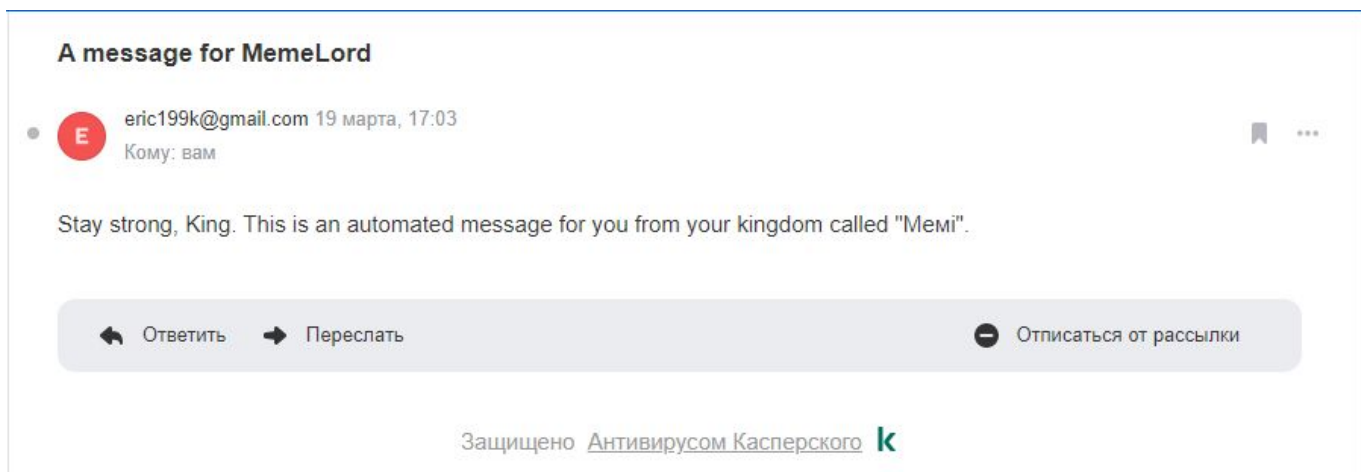 A message for MemeLord
E
eric199k@gmail.com 19 марта, 17:03
Кому: вам
Stay strong, King. This is an automated message for you from your kingdom called "Мемі".
Ответить Переслать Отписаться от рассылки
Защищено Антивирусом Касперского k